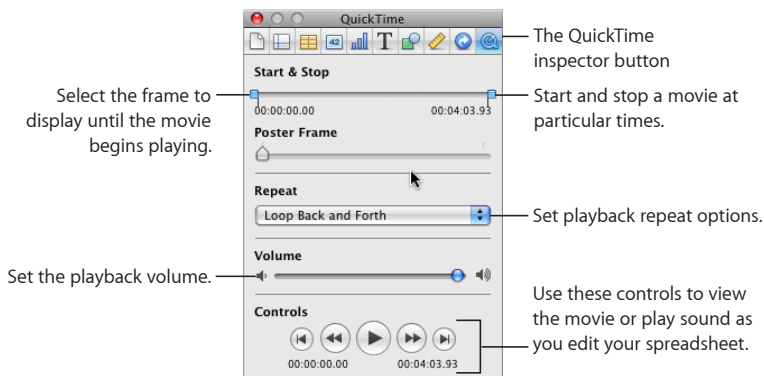 QuickTime
42
T
The QuickTime
inspector button
Start & Stop
00:00:00.00
00:04:03.93
Select the frame to
display until the movie
begins playing.
Start and stop a movie at
particular times.
Poster Frame
Repeat
Loop Back and Forth
Set playback repeat options.
Volume
Set the playback volume.
Controls
00:00:00.00
00:04:03.93
Use these controls to view
the movie or play sound as
you edit your spreadsheet.